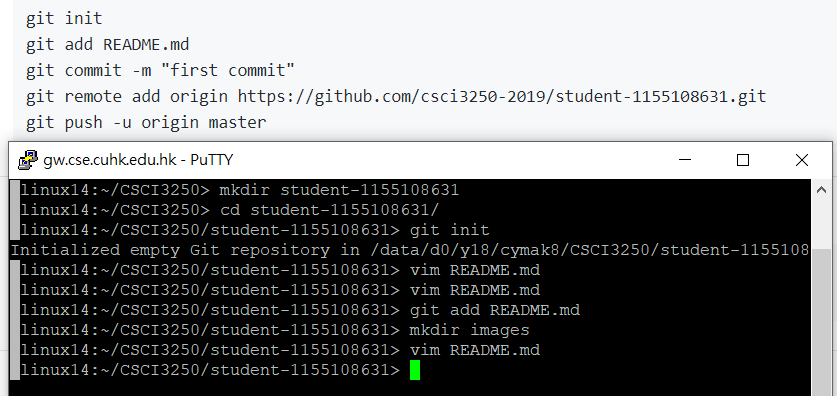 git init
git add README.md
git commit -m "first commit"
git remote add origin https://github.com/csci3250-2019/student-1155108631.git
git push -u origin master
gw.cse.cuhk.edu.hk - PuTTY
linux14:~/CSCI3250> mkdir student-1155108631
linux14:~/CSCI3250> cd student-1155108631/
linux14:~/CSCI3250/student-1155108631> git init
Initialized empty Git repository in /data/d0/y18/cymak8/CSCI3250/student-1155108
linux14:~/CSCI3250/student-1155108631> vim README.md
linux14:~/CSCI3250/student-1155108631> vim README.md
linux14:~/CSCI3250/student-1155108631> git add README.md
linux14:~/CSCI3250/student-1155108631> mkdir images
linux14:~/CSCI3250/student-1155108631> vim README.md
linux14:~/CSCI3250/student-1155108631>